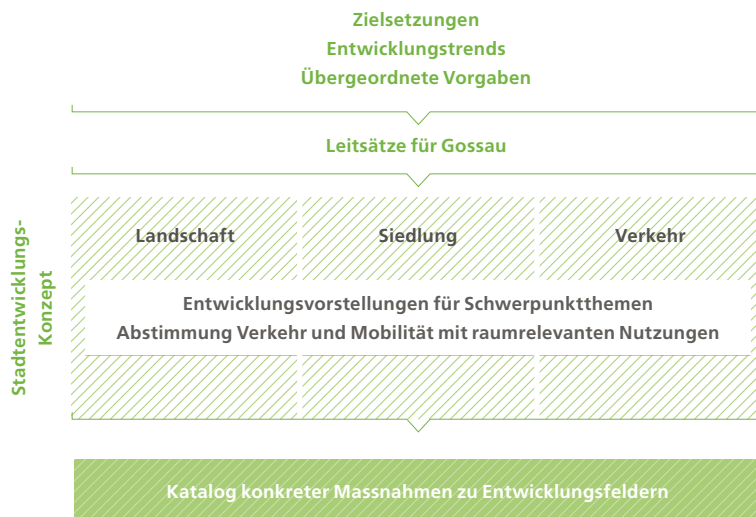 Zielsetzungen
Entwicklungstrends
Übergeordnete Vorgaben
Leitsätze für Gossau
Stadtentwicklungs-
Konzept
Landschaft
Siedlung
Verkehr
Entwicklungsvorstellungen für Schwerpunktthemen
Abstimmung Verkehr und Mobilität mit raumrelevanten Nutzungen
Katalog konkreter Massnahmen zu Entwicklungsfeldern